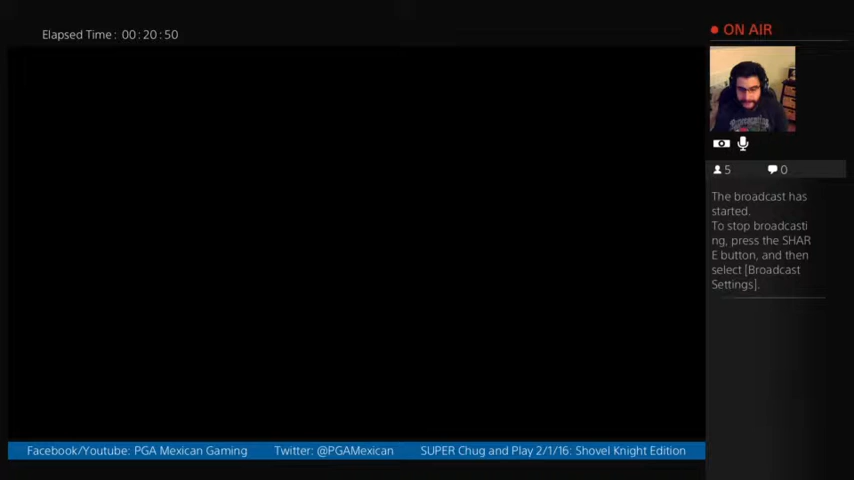 Elapsed Time: 00:20:50
ON AIR
5
0
The broadcast has
started.
To stop broadcasti
ng, press the SHAR
E button, and then
select [Broadcast
Settings].
Facebook/Youtube: PGA Mexican Gaming Twitter: @PGAMexican SUPER Chug and Play 2/1/16: Shovel Knight Edition